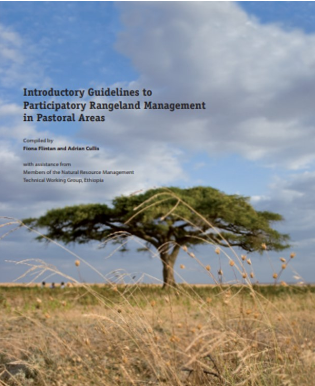 Introductory Guidelines to
Participatory Rangeland Management
in Pastoral Areas
Compiled by
Fiona Flintan and Adrian Cullis
with assistance from
Members of the Natural Resource Management
Technical Working Group, Ethiopia